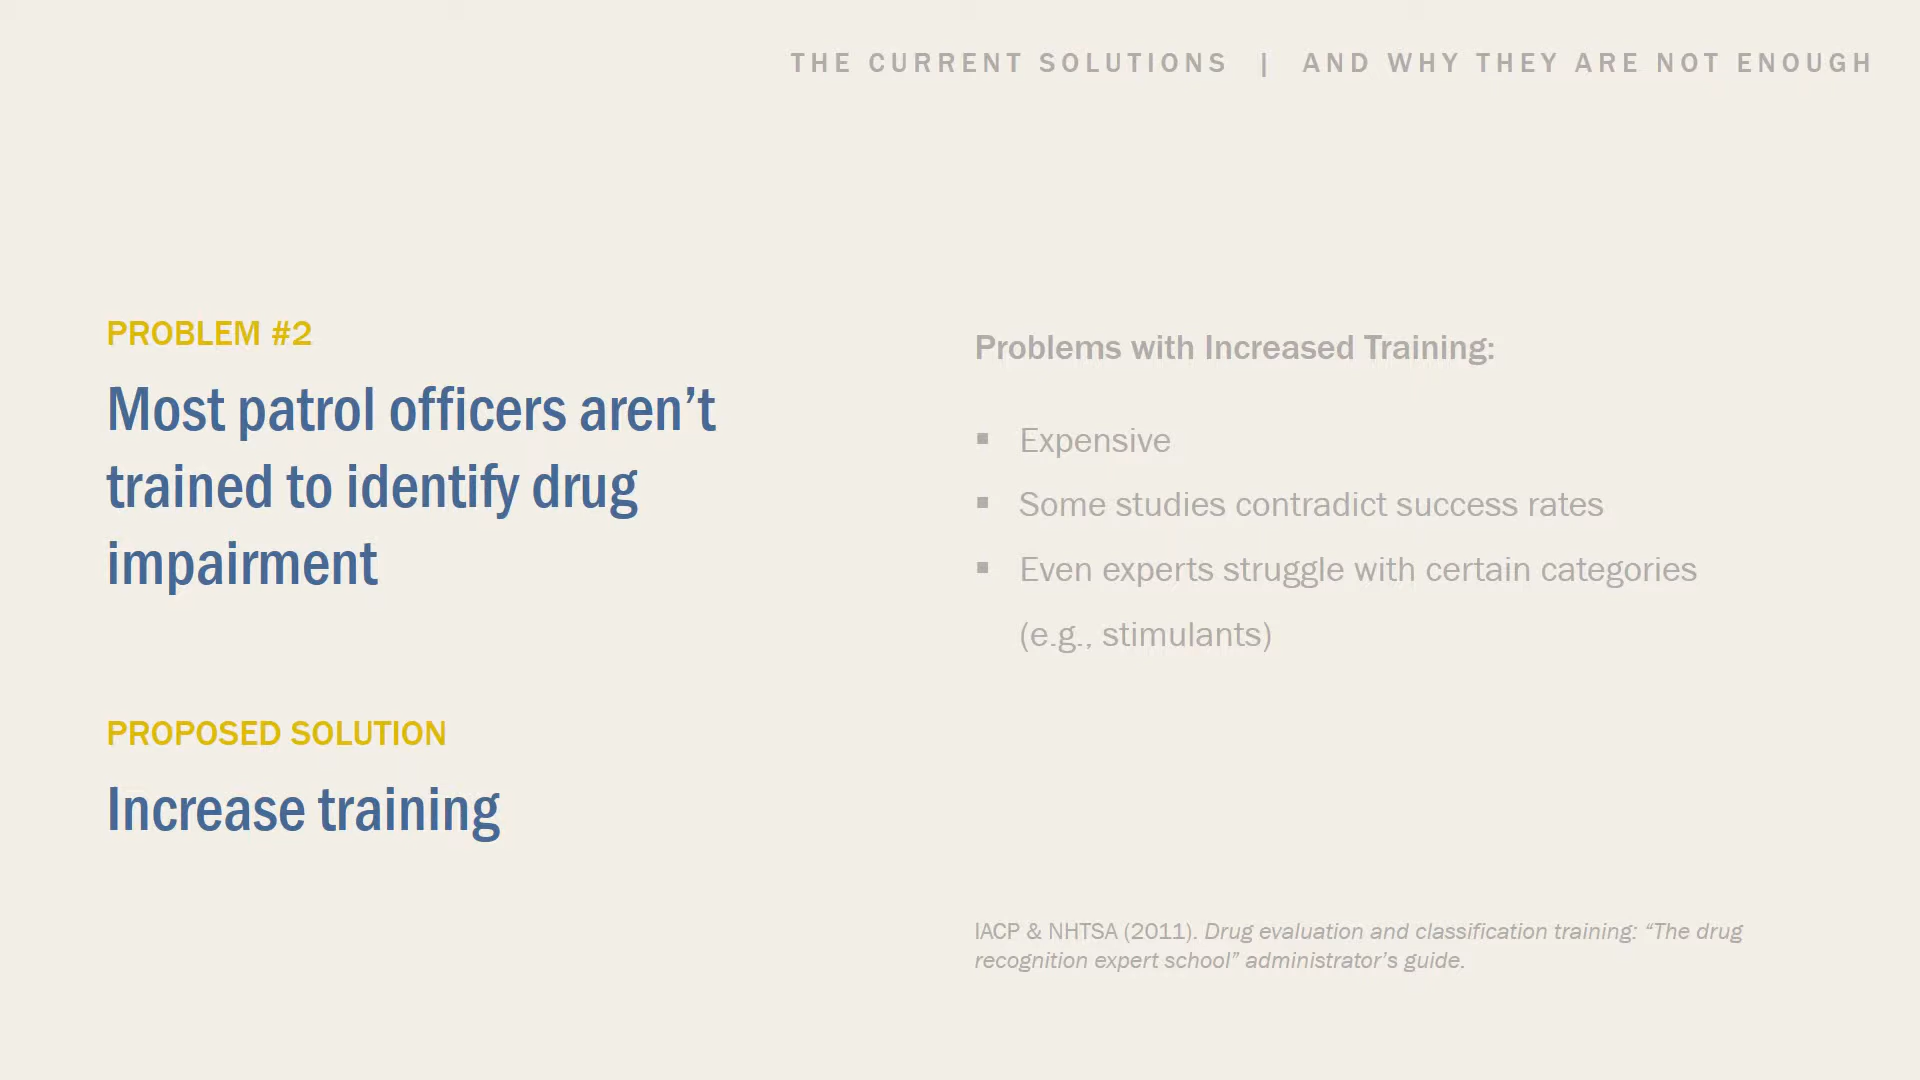 THE CURRENT SOLUTIONS | AND WHY THEY ARE NOT ENOUGH
PROBLEM #2
Most patrol officers aren’t
trained to identify drug
impairment
PROPOSED SOLUTION
Increase training
Problems with Increased Training:
▪ Expensive
▪ Some studies contradict success rates
▪ Even experts struggle with certain categories
(e.g., stimulants)
IACP & NHTSA (2011). Drug evaluation and classification training: “The drug
recognition expert school” administrator’s guide.